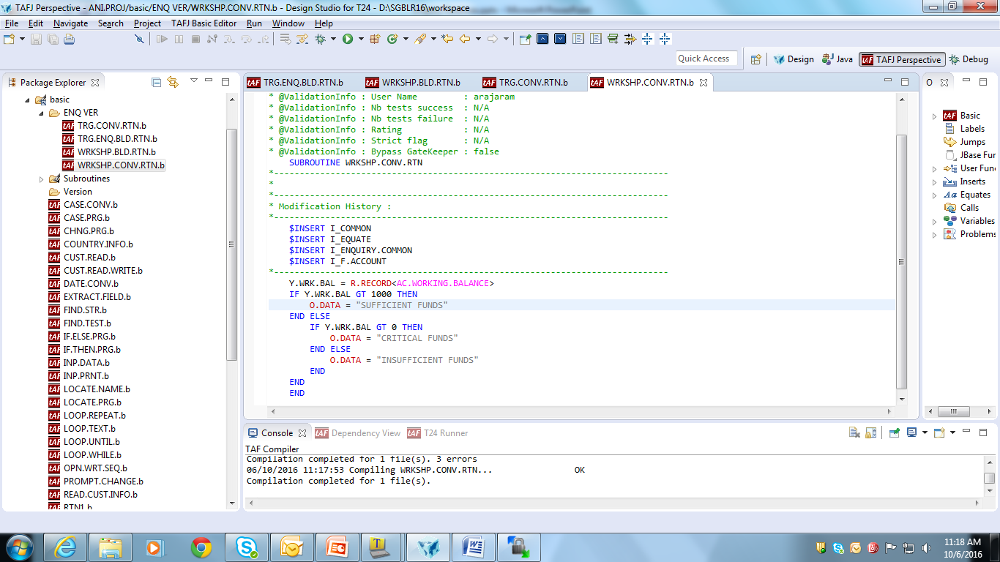 TAFJ Perspective - ANI.PROJ/basic/ENQ VER/WRKSHP.CONV.RTN.b - Design Studio for T24 - D:\SGBLR16\workspace
File Edit Navigate Search Project TAFJ Basic Editor Run Window Help
Quick Access
Design Java TAFJ Perspective Debug
Package Explorer
basic
ENQ VER
TRG.CONV.RTN.b
TRG.ENQ.BLD.RTN.b
WRKSHP.BLD.RTN.b
WRKSHP.CONV.RTN.b
Subroutines
Version
CASE.CONV.b
CASE.PRG.b
CHNG.PRG.b
COUNTRY.INFO.b
CUST.READ.b
CUST.READ.WRITE.b
DATE.CONV.b
EXTRACT.FIELD.b
FIND.STR.b
FIND.TEST.b
IF.ELSE.PRG.b
IF.THEN.PRG.b
INP.DATA.b
INP.PRNT.b
LOCATE.NAME.b
LOCATE.PRG.b
LOOP.REPEAT.b
LOOP.TEXT.b
LOOP.UNTIL.b
LOOP.WHILE.b
OPN.WRT.SEQ.b
PROMPT.CHANGE.b
READ.CUST.INFO.b
RTN1.b
TRG.ENQ.BLD.RTN.b WRKSHP.BLD.RTN.b TRG.CONV.RTN.b WRKSHP.CONV.RTN.b
* @ValidationInfo : User Name : arajaram
* @ValidationInfo : Nb tests success : N/A
* @ValidationInfo : Nb tests failure : N/A
* @ValidationInfo : Rating : N/A
* @ValidationInfo : Strict flag : N/A
* @ValidationInfo : Bypass GateKeeper : false
SUBROUTINE WRKSHP.CONV.RTN
*-----------------------------------------------------------------------------
*
*-----------------------------------------------------------------------------
* Modification History :
*-----------------------------------------------------------------------------
$INSERT I_COMMON
$INSERT I_EQUATE
$INSERT I_ENQUIRY.COMMON
$INSERT I_F.ACCOUNT
*-----------------------------------------------------------------------------
Y.WRK.BAL = R.RECORD<AC.WORKING.BALANCE>
IF Y.WRK.BAL GT 1000 THEN
O.DATA = "SUFFICIENT FUNDS"
END ELSE
IF Y.WRK.BAL GT 0 THEN
O.DATA = "CRITICAL FUNDS"
END ELSE
O.DATA = "INSUFFICIENT FUNDS"
END
END
END
O
Basic
Labels
Jumps
JBase Fur
User Func
Inserts
Equates
Calls
Variables
Problems
Console Dependency View T24 Runner
TAF Compiler
Compilation completed for 1 file(s). 3 errors
06/10/2016 11:17:53 Compiling WRKSHP.CONV.RTN... OK
Compilation completed for 1 file(s).
11:18 AM
10/6/2016